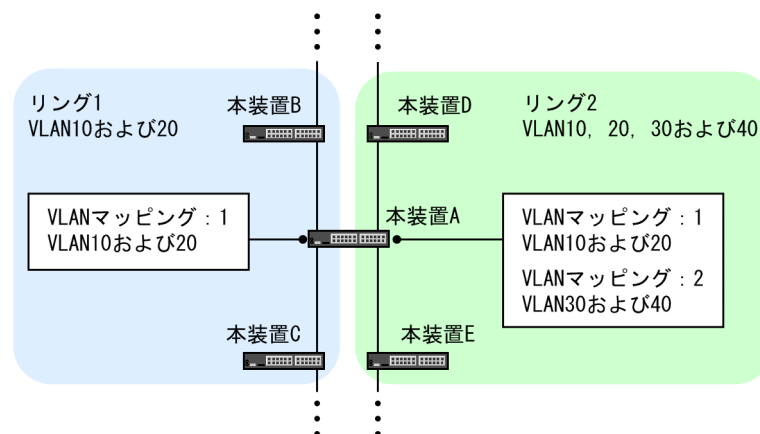 リング1
VLAN10および20
本装置B
本装置D
リング2
VLAN10, 20, 30および40
VLANマッピング：1
VLAN10および20
本装置A
VLANマッピング：1
VLAN10および20
VLANマッピング：2
VLAN30および40
本装置C
本装置E